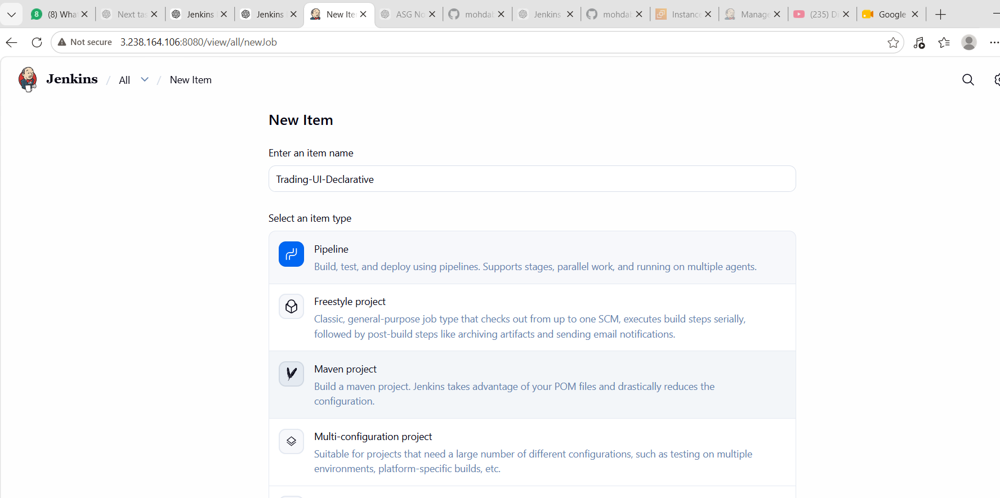 8 (8) Wha
Next tas
Jenkins
Jenkins
New Ite
ASG No
mohdab
Jenkins
mohdab
Instance
Manage
(235) Di
Google
Not secure 3.238.164.106:8080/view/all/newJob
Jenkins / All / New Item
New Item
Enter an item name
Trading-UI-Declarative
Select an item type
Pipeline
Build, test, and deploy using pipelines. Supports stages, parallel work, and running on multiple agents.
Freestyle project
Classic, general-purpose job type that checks out from up to one SCM, executes build steps serially,
followed by post-build steps like archiving artifacts and sending email notifications.
Maven project
Build a maven project. Jenkins takes advantage of your POM files and drastically reduces the
configuration.
Multi-configuration project
Suitable for projects that need a large number of different configurations, such as testing on multiple
environments, platform-specific builds, etc.